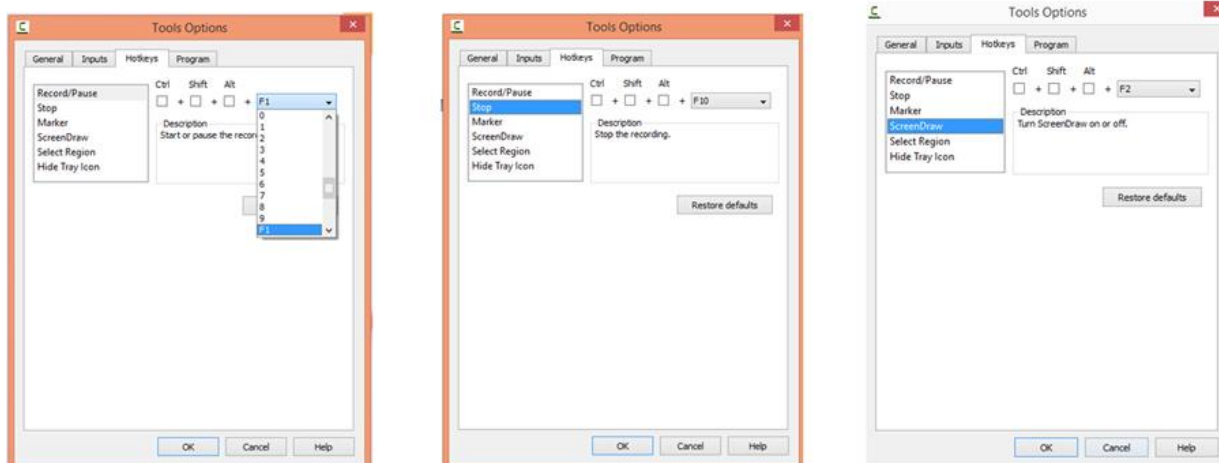 Tools Options
General Inputs Hotkeys Program
Record/Pause
Stop
Marker
ScreenDraw
Select Region
Hide Tray Icon
Ctrl Shift Alt
+ + + F1
0
1
2
3
4
5
6
7
8
9
F1
Description
Start or pause the
OK Cancel Help
Tools Options
General Inputs Hotkeys Program
Record/Pause
Stop
Marker
ScreenDraw
Select Region
Hide Tray Icon
Ctrl Shift Alt
+ + + F10
Description
Stop the recording.
Restore defaults
OK Cancel Help
Tools Options
General Inputs Hotkeys Program
Record/Pause
Stop
Marker
ScreenDraw
Select Region
Hide Tray Icon
Ctrl Shift Alt
+ + + F2
Description
Turn ScreenDraw on or off.
Restore defaults
OK Cancel Help